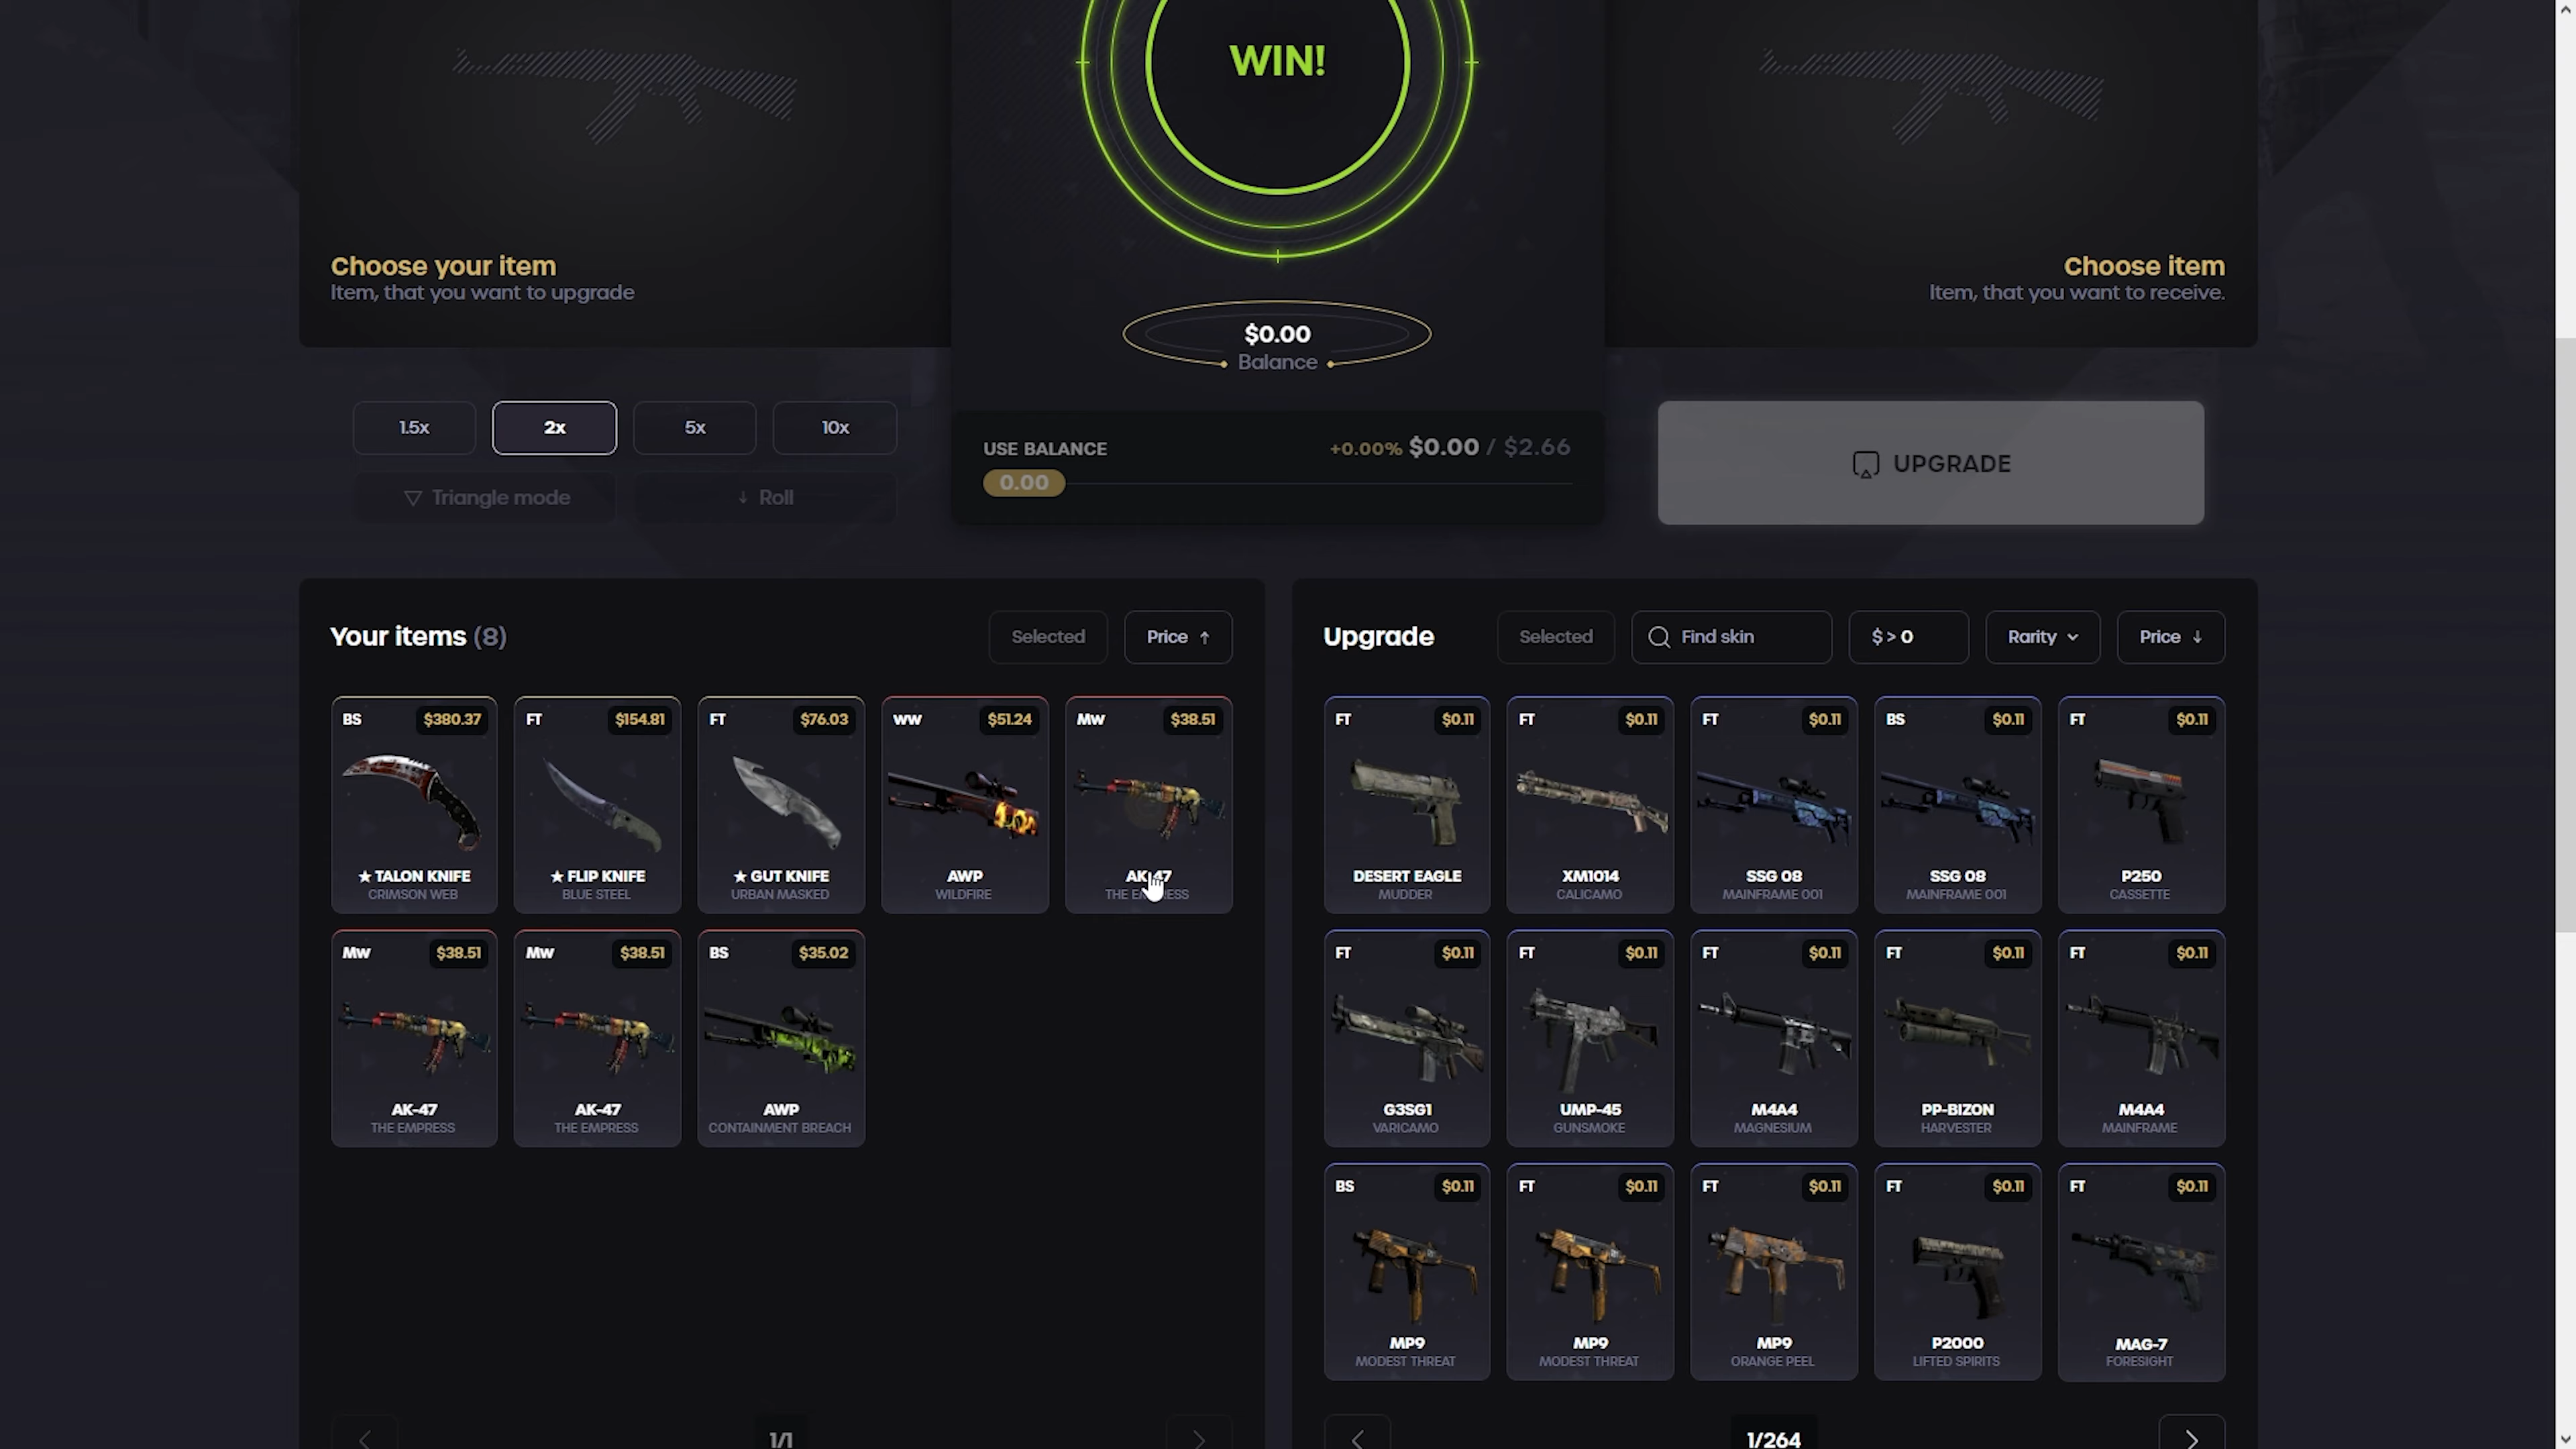 WIN!
Choose your item
Item, that you want to upgrade
Choose item
Item, that you want to receive.
$0.00
Balance
1.5x
2x
5x
10x
Triangle mode
Roll
USE BALANCE
+0.00% $0.00 / $2.66
0.00
UPGRADE
Your items (8)
Selected
Price
BS $380.37
★ TALON KNIFE
CRIMSON WEB
FT $154.81
★ FLIP KNIFE
BLUE STEEL
FT $76.03
★ GUT KNIFE
URBAN MASKED
WW $51.24
AWP
WILDFIRE
MW $38.51
AK-47
THE EMPRESS
MW $38.51
AK-47
THE EMPRESS
MW $38.51
AK-47
THE EMPRESS
BS $35.02
AWP
CONTAINMENT BREACH
1/1
Upgrade
Selected
Find skin
$ > 0
Rarity
Price
FT $0.11
DESERT EAGLE
MUDDER
FT $0.11
XM1014
CALICAMO
FT $0.11
SSG 08
MAINFRAME 001
BS $0.11
SSG 08
MAINFRAME 001
FT $0.11
P250
CASSETTE
FT $0.11
G3SG1
VARICAMO
FT $0.11
UMP-45
GUNSMOKE
FT $0.11
M4A4
MAGNESIUM
FT $0.11
PP-BIZON
HARVESTER
FT $0.11
M4A4
MAINFRAME
BS $0.11
MP9
MODEST THREAT
FT $0.11
MP9
MODEST THREAT
FT $0.11
MP9
ORANGE PEEL
FT $0.11
P2000
LIFTED SPIRITS
FT $0.11
MAG-7
FORESIGHT
1/264